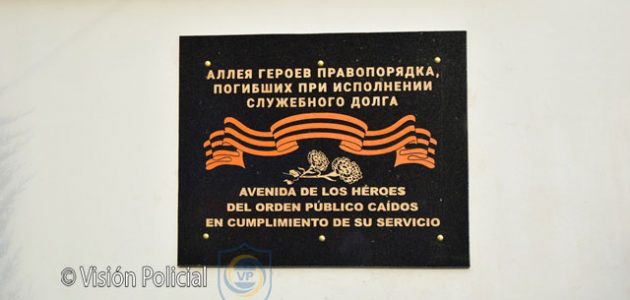 АЛЛЕЯ ГЕРОЕВ ПРАВОПОРЯДКА,
ПОГИБШИХ ПРИ ИСПОЛНЕНИИ
СЛУЖЕБНОГО ДОЛГА
AVENIDA DE LOS HÉROES
DEL ORDEN PÚBLICO CAÍDOS
EN CUMPLIMIENTO DE SU SERVICIO
© Visión Policial
VP